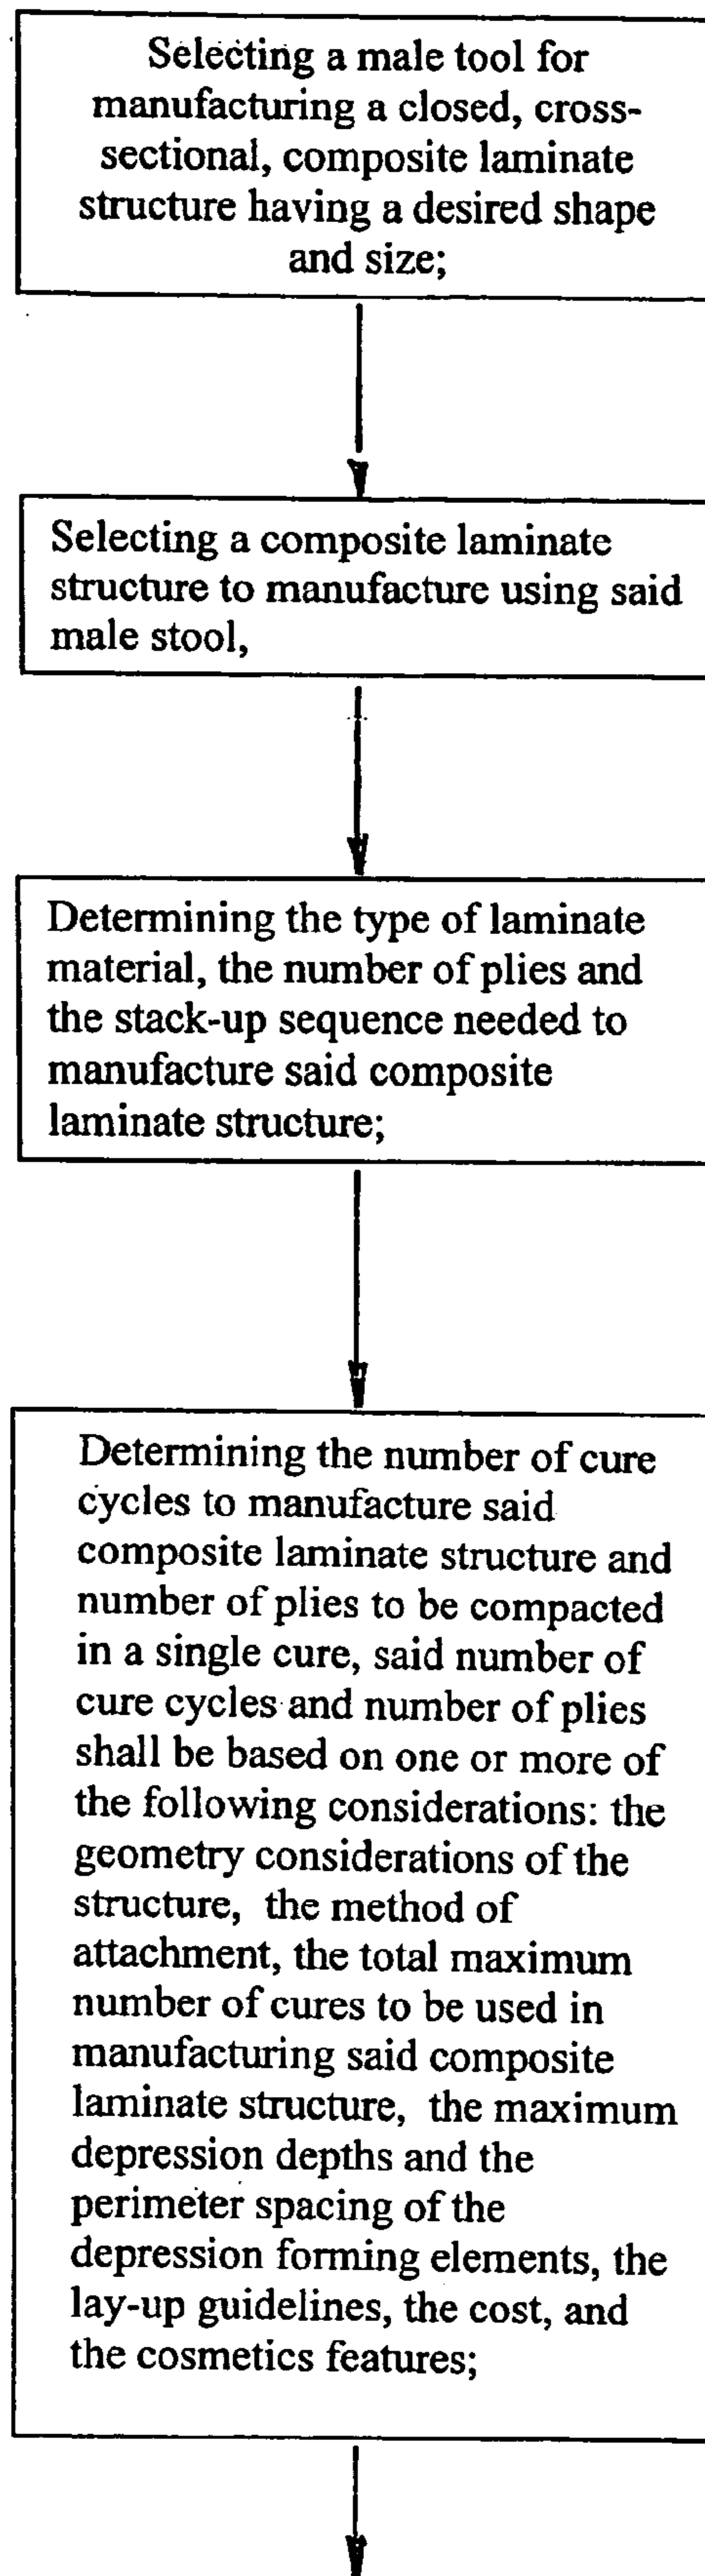 Selecting a male tool for
manufacturing a closed, cross-
sectional, composite laminate
structure having a desired shape
and size;
Selecting a composite laminate
structure to manufacture using said
male stool,
Determining the type of laminate
material, the number of plies and
the stack-up sequence needed to
manufacture said composite
laminate structure;
Determining the number of cure
cycles to manufacture said
composite laminate structure and
number of plies to be compacted
in a single cure, said number of
cure cycles and number of plies
shall be based on one or more of
the following considerations: the
geometry considerations of the
structure, the method of
attachment, the total maximum
number of cures to be used in
manufacturing said composite
laminate structure, the maximum
depression depths and the
perimeter spacing of the
depression forming elements, the
lay-up guidelines, the cost, and
the cosmetics features;